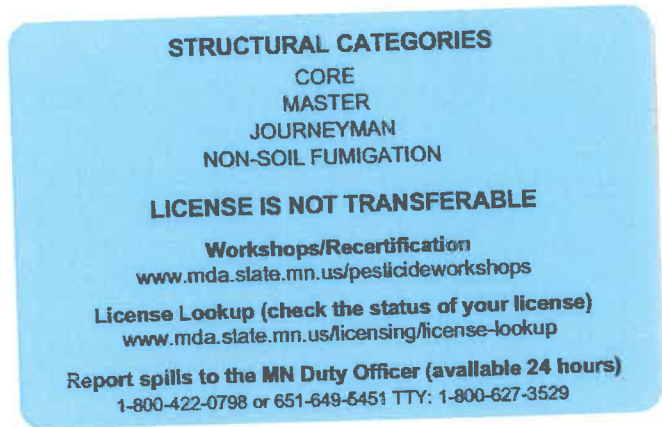 STRUCTURAL CATEGORIES
CORE
MASTER
JOURNEYMAN
NON-SOIL FUMIGATION
LICENSE IS NOT TRANSFERABLE
Workshops/Recertification
www.mda.state.mn.us/pesticideworkshops
License Lookup (check the status of your license)
www.mda.state.mn.us/licensing/license-lookup
Report spills to the MN Duty Officer (available 24 hours)
1-800-422-0798 or 651-649-5451 TTY: 1-800-627-3529